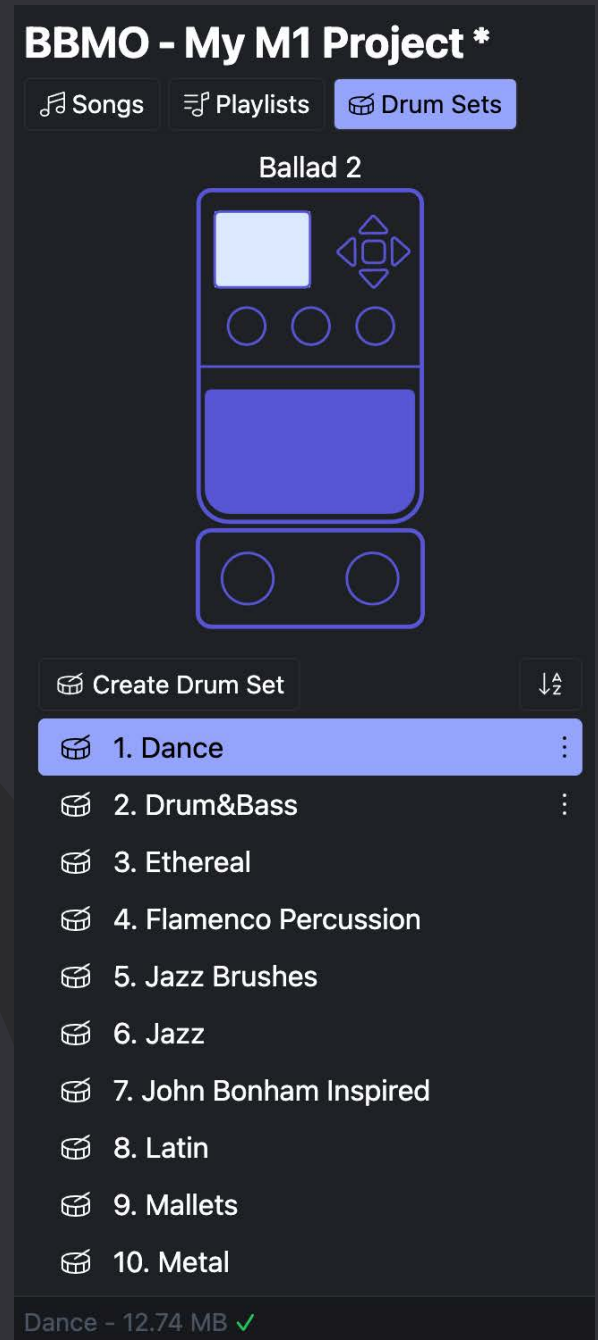 BBMO - My M1 Project *
Songs Playlists Drum Sets
Ballad 2
Create Drum Set A Z
1. Dance
2. Drum&Bass
3. Ethereal
4. Flamenco Percussion
5. Jazz Brushes
6. Jazz
7. John Bonham Inspired
8. Latin
9. Mallets
10. Metal
Dance - 12.74 MB ✓